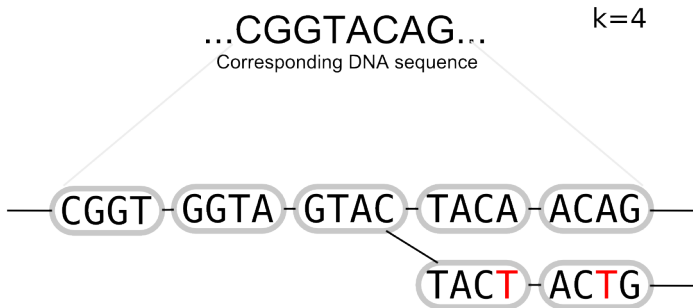 ...CGGTACAG...
k=4
Corresponding DNA sequence
CGGT GGTA GTAC TACA ACAG
TACT ACTG